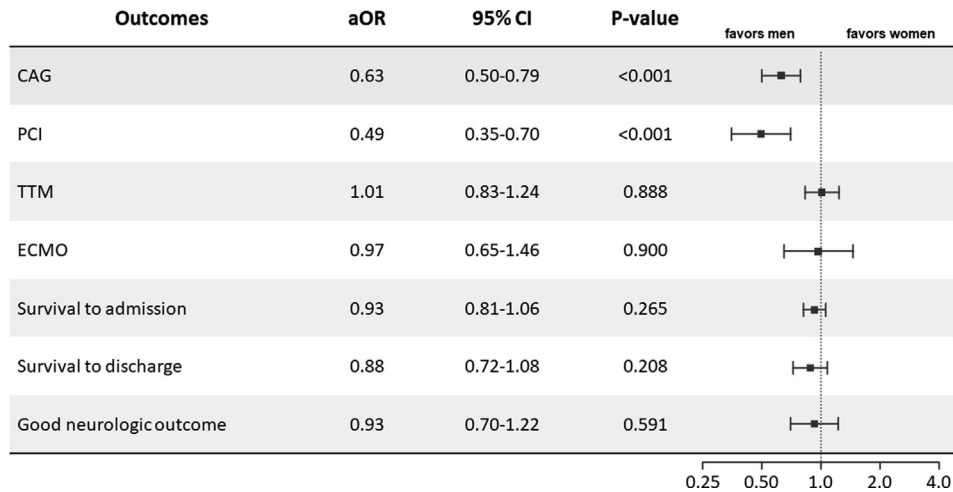 Outcomes aOR 95% CI P-value favors men favors women
CAG 0.63 0.50-0.79 <0.001
PCI 0.49 0.35-0.70 <0.001
TTM 1.01 0.83-1.24 0.888
ECMO 0.97 0.65-1.46 0.900
Survival to admission 0.93 0.81-1.06 0.265
Survival to discharge 0.88 0.72-1.08 0.208
Good neurologic outcome 0.93 0.70-1.22 0.591
0.25 0.50 1.0 2.0 4.0